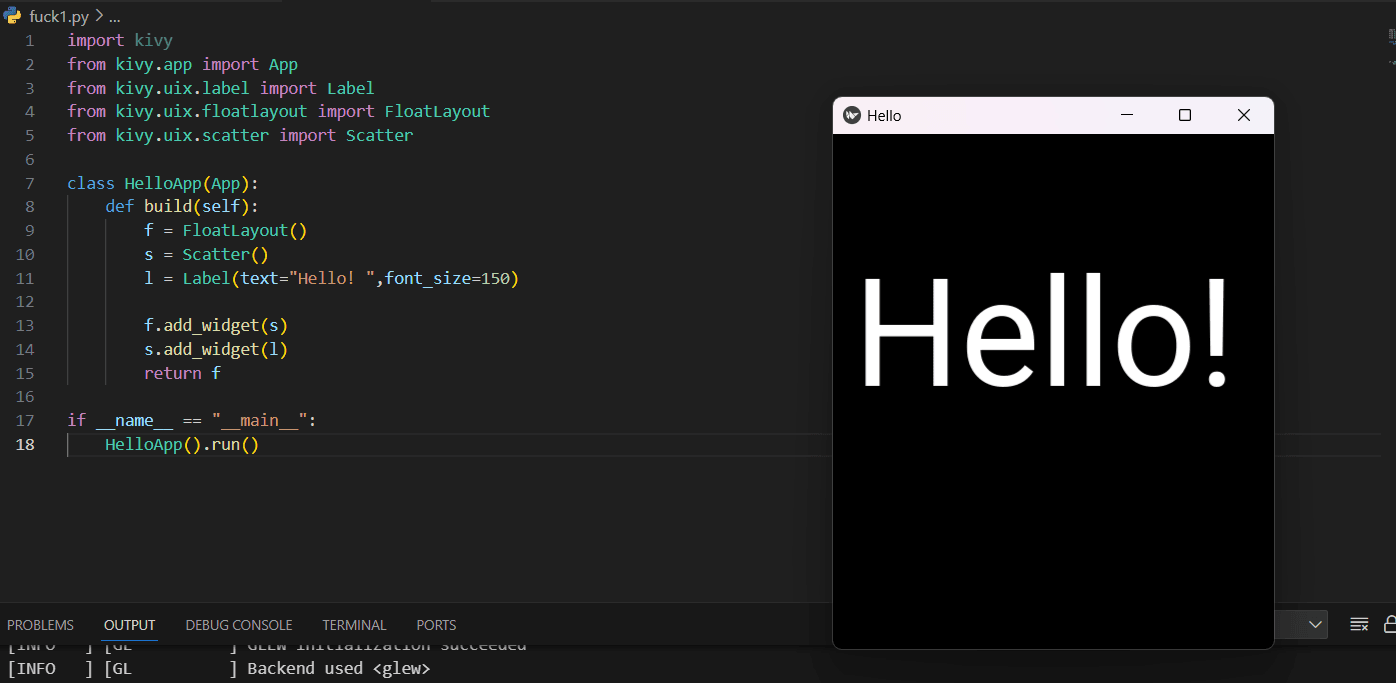 fuck1.py > ...
1 import kivy
2 from kivy.app import App
3 from kivy.uix.label import Label
4 from kivy.uix.floatlayout import FloatLayout
5 from kivy.uix.scatter import Scatter
6
7 class HelloApp(App):
8     def build(self):
9         f = FloatLayout()
10         s = Scatter()
11         l = Label(text="Hello! ",font_size=150)
12
13         f.add_widget(s)
14         s.add_widget(l)
15         return f
16
17 if __name__ == "__main__":
18     HelloApp().run()
Hello
Hello!
PROBLEMS OUTPUT DEBUG CONSOLE TERMINAL PORTS
[INFO   ] [GL          ] GLEW initialization succeeded
[INFO   ] [GL          ] Backend used <glew>